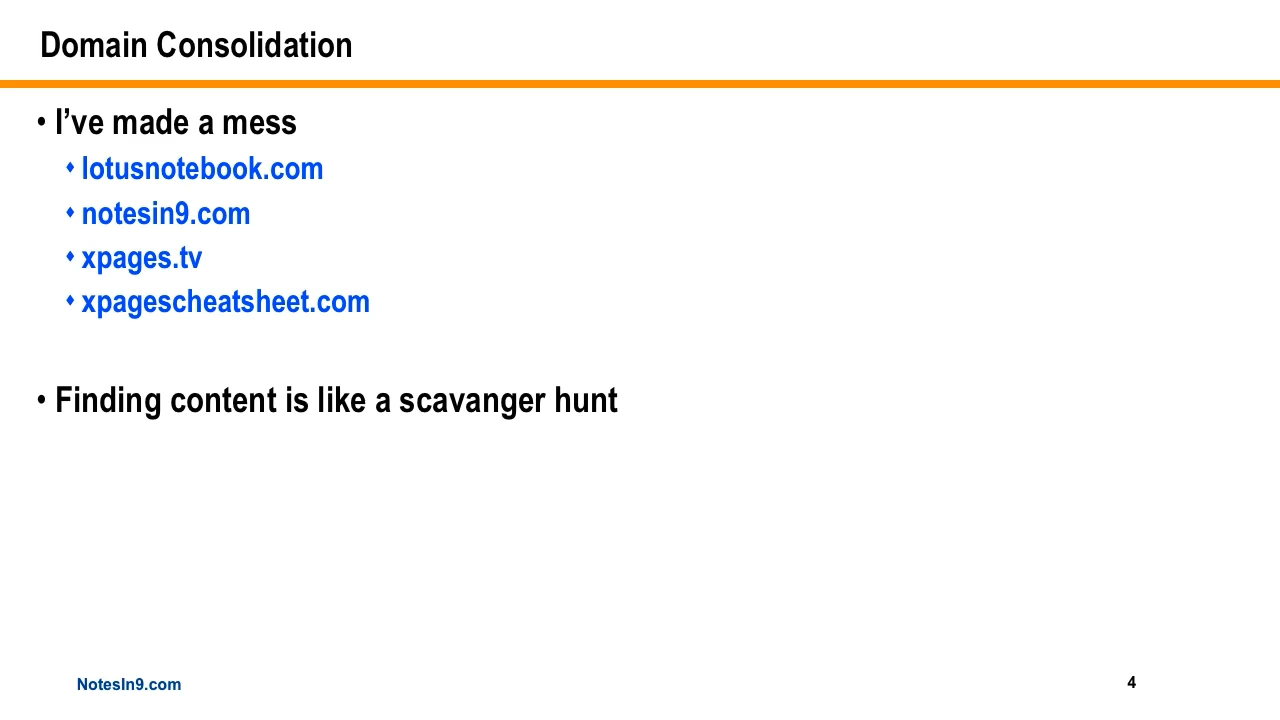 Domain Consolidation
• I’ve made a mess
♦ lotusnotebook.com
♦ notesin9.com
♦ xpages.tv
♦ xpagescheatsheet.com
• Finding content is like a scavanger hunt
NotesIn9.com
4